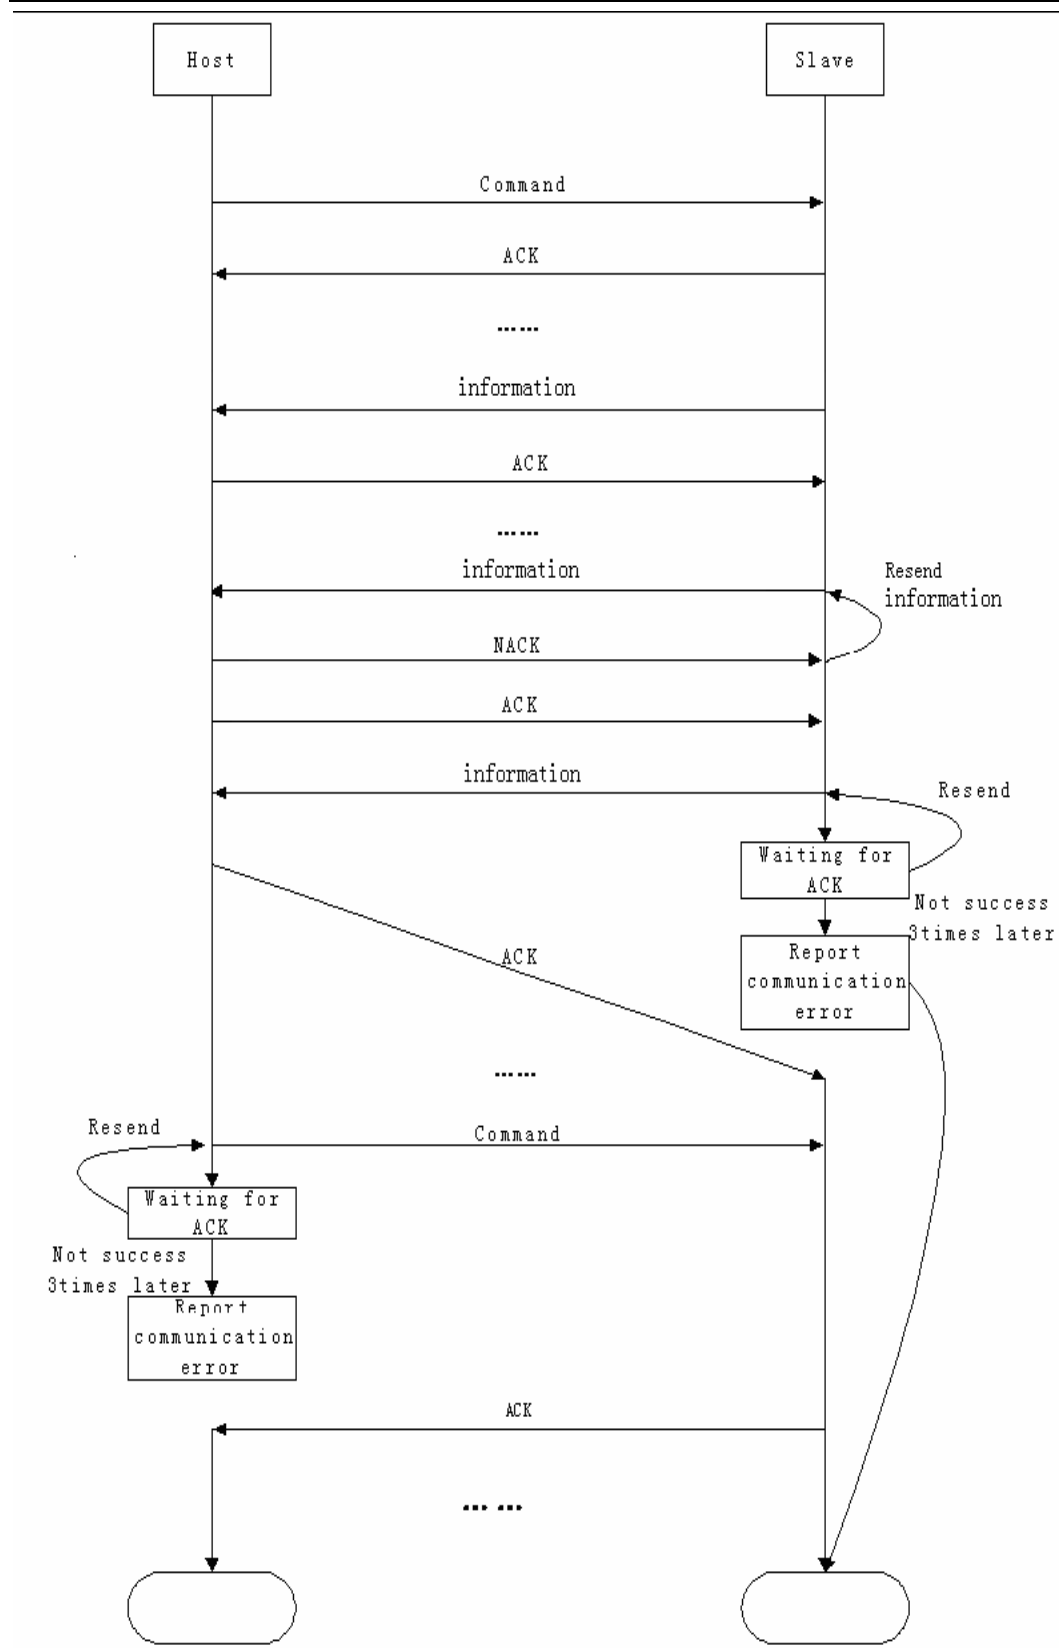 Host
Slave
Command
ACK
......
information
ACK
......
information
Resend
information
NACK
ACK
information
Resend
Waiting for
ACK
Not success
3times later
Report
communication
error
ACK
......
Resend
Command
Waiting for
ACK
Not success
3times later
Report
communication
error
ACK
... ...